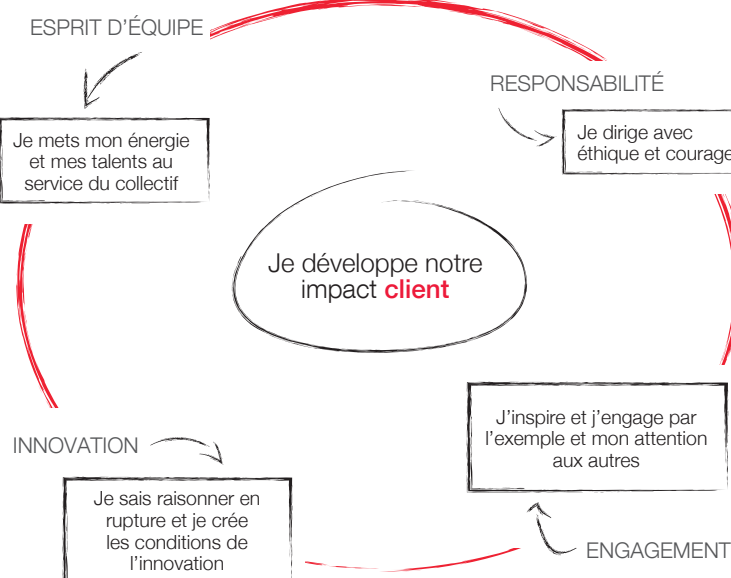 ESPRIT D’ÉQUIPE
Je mets mon énergie
et mes talents au
service du collectif
RESPONSABILITÉ
Je dirige avec
éthique et courage
Je développe notre
impact client
J’inspire et j’engage par
l’exemple et mon attention
aux autres
ENGAGEMENT
INNOVATION
Je sais raisonner en
rupture et je crée
les conditions de
l’innovation